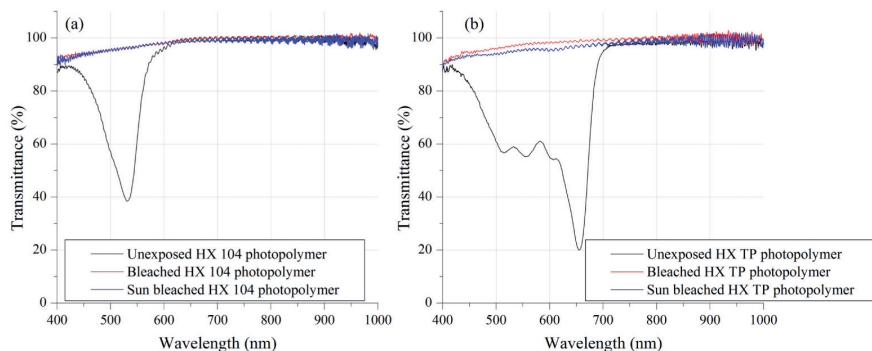 (a)
Transmittance (%)
100
80
60
40
20
0
Unexposed HX 104 photopolymer
Bleached HX 104 photopolymer
Sun bleached HX 104 photopolymer
400 500 600 700 800 900 1000
Wavelength (nm)
(b)
Transmittance (%)
100
80
60
40
20
0
Unexposed HX TP photopolymer
Bleached HX TP photopolymer
Sun bleached HX TP photopolymer
400 500 600 700 800 900 1000
Wavelength (nm)